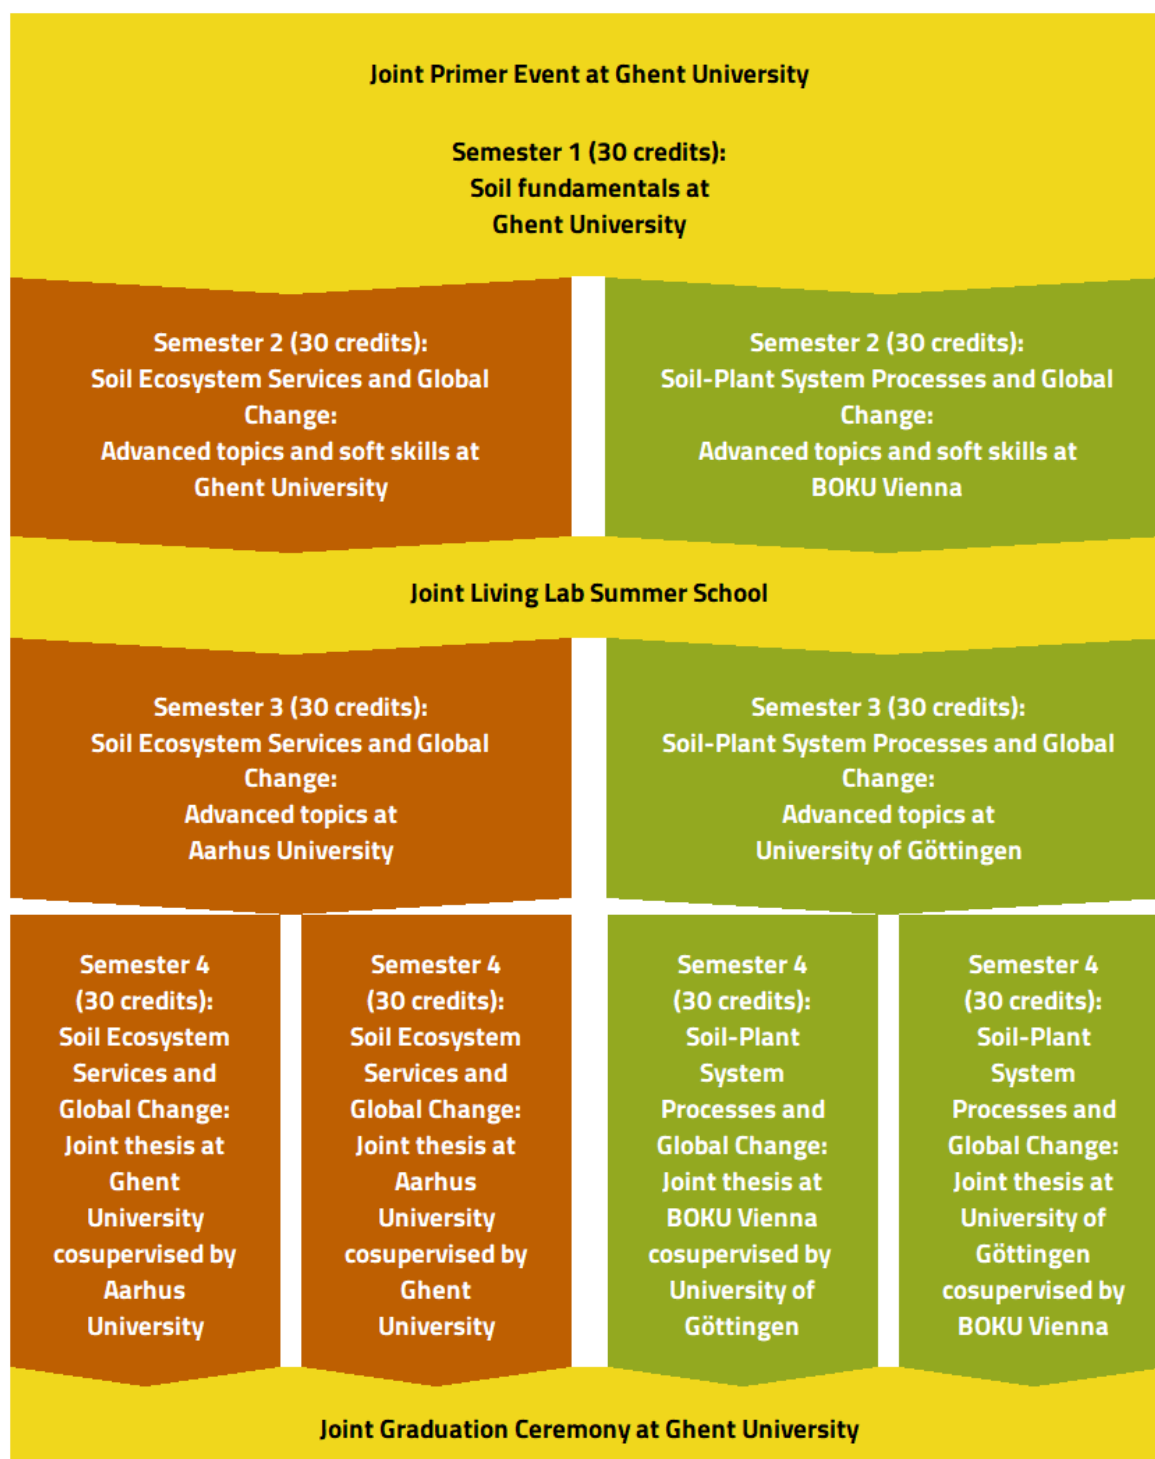 Joint Primer Event at Ghent University
Semester 1 (30 credits):
Soil fundamentals at
Ghent University
Semester 2 (30 credits):
Soil Ecosystem Services and Global
Change:
Advanced topics and soft skills at
Ghent University
Semester 2 (30 credits):
Soil-Plant System Processes and Global
Change:
Advanced topics and soft skills at
BOKU Vienna
Joint Living Lab Summer School
Semester 3 (30 credits):
Soil Ecosystem Services and Global
Change:
Advanced topics at
Aarhus University
Semester 3 (30 credits):
Soil-Plant System Processes and Global
Change:
Advanced topics at
University of Göttingen
Semester 4
(30 credits):
Soil Ecosystem
Services and
Global Change:
Joint thesis at
Ghent
University
cosupervised by
Aarhus
University
Semester 4
(30 credits):
Soil Ecosystem
Services and
Global Change:
Joint thesis at
Aarhus
University
cosupervised by
Ghent
University
Semester 4
(30 credits):
Soil-Plant
System
Processes and
Global Change:
Joint thesis at
BOKU Vienna
cosupervised by
University of
Göttingen
Semester 4
(30 credits):
Soil-Plant
System
Processes and
Global Change:
Joint thesis at
University of
Göttingen
cosupervised by
BOKU Vienna
Joint Graduation Ceremony at Ghent University